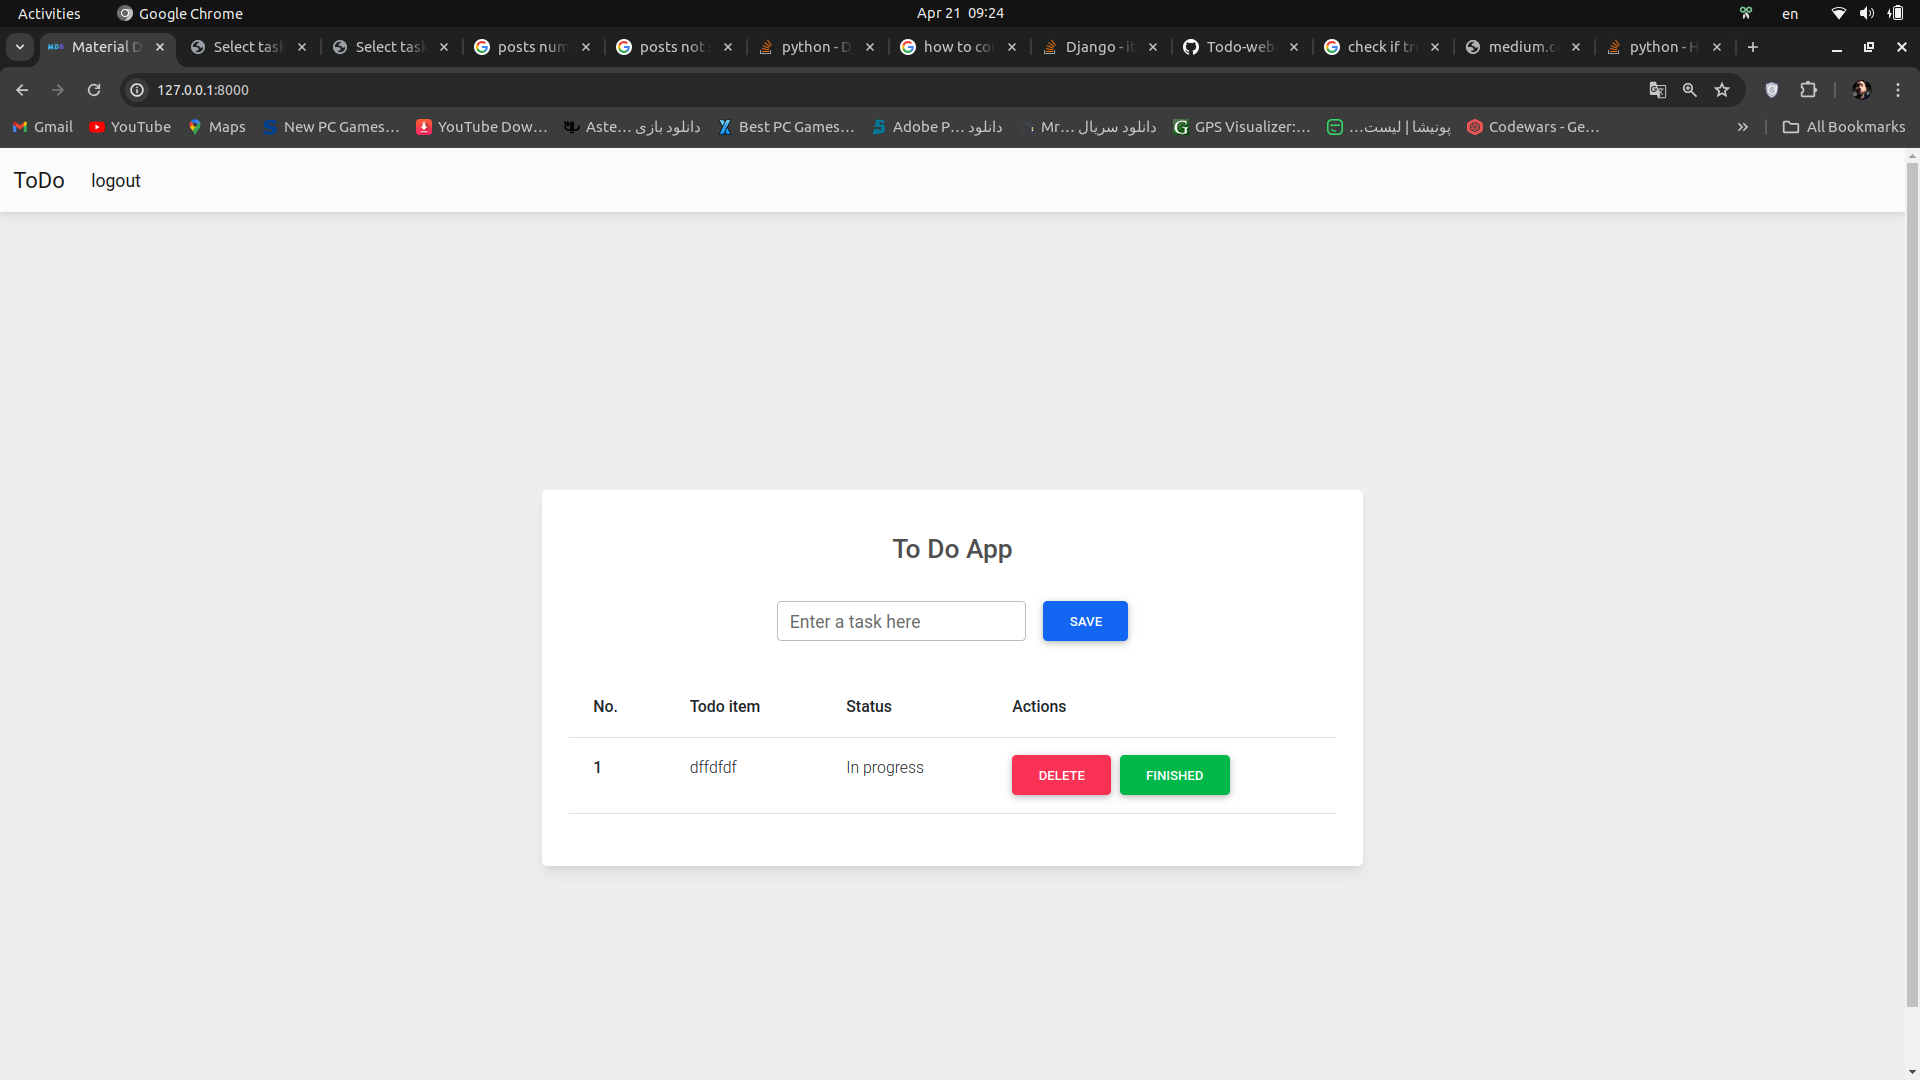 Activities Google Chrome Apr 21 09:24 en
Material D Select task Select task posts num posts not s python - D how to cou Django - it Todo-web check if tr medium.c python - H
127.0.0.1:8000
Gmail YouTube Maps New PC Games… YouTube Dow… Aste… دانلود بازی Best PC Games… Adobe P… دانلود Mr… دانلود سریال GPS Visualizer:… پونیشا | لیست… Codewars - Ge… » All Bookmarks
ToDo logout
To Do App
Enter a task here SAVE
No. Todo item Status Actions
1 dffdfdf In progress DELETE FINISHED